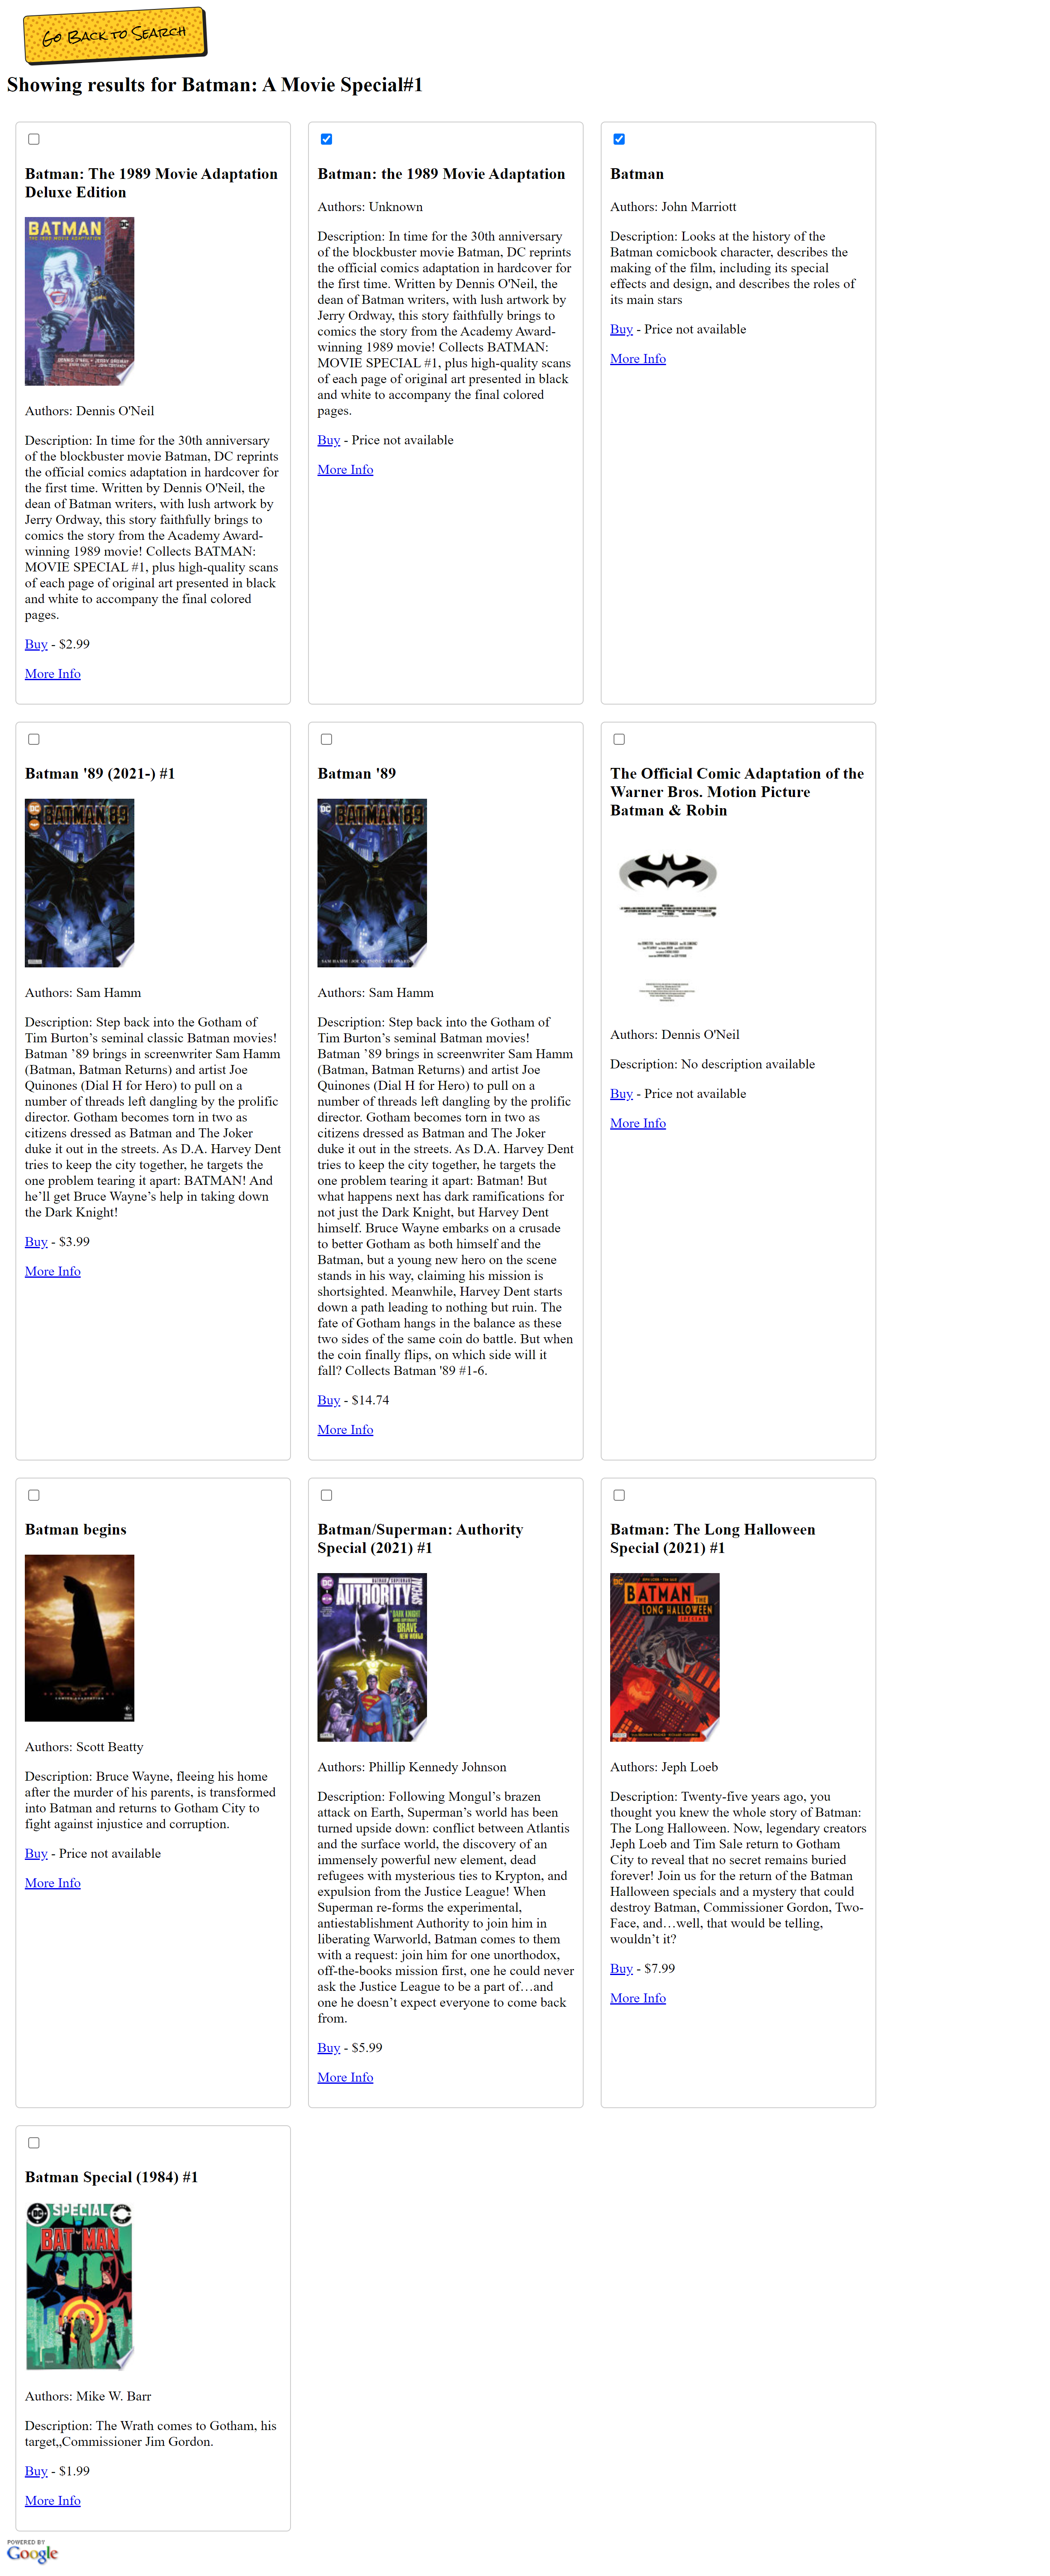 Go Back to Search
Showing results for Batman: A Movie Special#1
Batman: The 1989 Movie Adaptation
Deluxe Edition
BATMAN
THE 1989 MOVIE ADAPTATION
DENNIS O'NEIL
Authors: Dennis O'Neil
Description: In time for the 30th anniversary
of the blockbuster movie Batman, DC reprints
the official comics adaptation in hardcover for
the first time. Written by Dennis O'Neil, the
dean of Batman writers, with lush artwork by
Jerry Ordway, this story faithfully brings to
comics the story from the Academy Award-
winning 1989 movie! Collects BATMAN:
MOVIE SPECIAL #1, plus high-quality scans
of each page of original art presented in black
and white to accompany the final colored
pages.
Buy - $2.99
More Info
Batman: the 1989 Movie Adaptation
Authors: Unknown
Description: In time for the 30th anniversary
of the blockbuster movie Batman, DC reprints
the official comics adaptation in hardcover for
the first time. Written by Dennis O'Neil, the
dean of Batman writers, with lush artwork by
Jerry Ordway, this story faithfully brings to
comics the story from the Academy Award-
winning 1989 movie! Collects BATMAN:
MOVIE SPECIAL #1, plus high-quality scans
of each page of original art presented in black
and white to accompany the final colored
pages.
Buy - Price not available
More Info
Batman
Authors: John Marriott
Description: Looks at the history of the
Batman comicbook character, describes the
making of the film, including its special
effects and design, and describes the roles of
its main stars
Buy - Price not available
More Info
Batman '89 (2021-) #1
DC
BATMAN 89
Authors: Sam Hamm
Description: Step back into the Gotham of
Tim Burton’s seminal classic Batman movies!
Batman ’89 brings in screenwriter Sam Hamm
(Batman, Batman Returns) and artist Joe
Quinones (Dial H for Hero) to pull on a
number of threads left dangling by the prolific
director. Gotham becomes torn in two as
citizens dressed as Batman and The Joker
duke it out in the streets. As D.A. Harvey Dent
tries to keep the city together, he targets the
one problem tearing it apart: BATMAN! And
he’ll get Bruce Wayne’s help in taking down
the Dark Knight!
Buy - $3.99
More Info
Batman '89
DC
BATMAN 89
Authors: Sam Hamm
Description: Step back into the Gotham of
Tim Burton’s seminal Batman movies!
Batman ’89 brings in screenwriter Sam Hamm
(Batman, Batman Returns) and artist Joe
Quinones (Dial H for Hero) to pull on a
number of threads left dangling by the prolific
director. Gotham becomes torn in two as
citizens dressed as Batman and The Joker
duke it out in the streets. As D.A. Harvey Dent
tries to keep the city together, he targets the
one problem tearing it apart: Batman! But
what happens next has dark ramifications for
not just the Dark Knight, but Harvey Dent
himself. Bruce Wayne embarks on a crusade
to better Gotham as both himself and the
Batman, but a young new hero on the scene
stands in his way, claiming his mission is
shortsighted. Meanwhile, Harvey Dent starts
down a path leading to nothing but ruin. The
fate of Gotham hangs in the balance as these
two sides of the same coin do battle. But when
the coin finally flips, on which side will it
fall? Collects Batman '89 #1-6.
Buy - $14.74
More Info
The Official Comic Adaptation of the
Warner Bros. Motion Picture
Batman & Robin
Authors: Dennis O'Neil
Description: No description available
Buy - Price not available
More Info
Batman begins
Authors: Scott Beatty
Description: Bruce Wayne, fleeing his home
after the murder of his parents, is transformed
into Batman and returns to Gotham City to
fight against injustice and corruption.
Buy - Price not available
More Info
Batman/Superman: Authority
Special (2021) #1
BATMAN / SUPERMAN
AUTHORITY
SPECIAL
DARK KNIGHT
BRAVE
NEW WORLD
Authors: Phillip Kennedy Johnson
Description: Following Mongul’s brazen
attack on Earth, Superman’s world has been
turned upside down: conflict between Atlantis
and the surface world, the discovery of an
immensely powerful new element, dead
refugees with mysterious ties to Krypton, and
expulsion from the Justice League! When
Superman re-forms the experimental,
antiestablishment Authority to join him in
liberating Warworld, Batman comes to them
with a request: join him for one unorthodox,
off-the-books mission first, one he could never
ask the Justice League to be a part of…and
one he doesn’t expect everyone to come back
from.
Buy - $5.99
More Info
Batman: The Long Halloween
Special (2021) #1
DC
BATMAN THE
LONG HALLOWEEN
SPECIAL
Authors: Jeph Loeb
Description: Twenty-five years ago, you
thought you knew the whole story of Batman:
The Long Halloween. Now, legendary creators
Jeph Loeb and Tim Sale return to Gotham
City to reveal that no secret remains buried
forever! Join us for the return of the Batman
Halloween specials and a mystery that could
destroy Batman, Commissioner Gordon, Two-
Face, and…well, that would be telling,
wouldn’t it?
Buy - $7.99
More Info
Batman Special (1984) #1
DC SPECIAL
BATMAN
Authors: Mike W. Barr
Description: The Wrath comes to Gotham, his
target,,Commissioner Jim Gordon.
Buy - $1.99
More Info
POWERED BY
Google